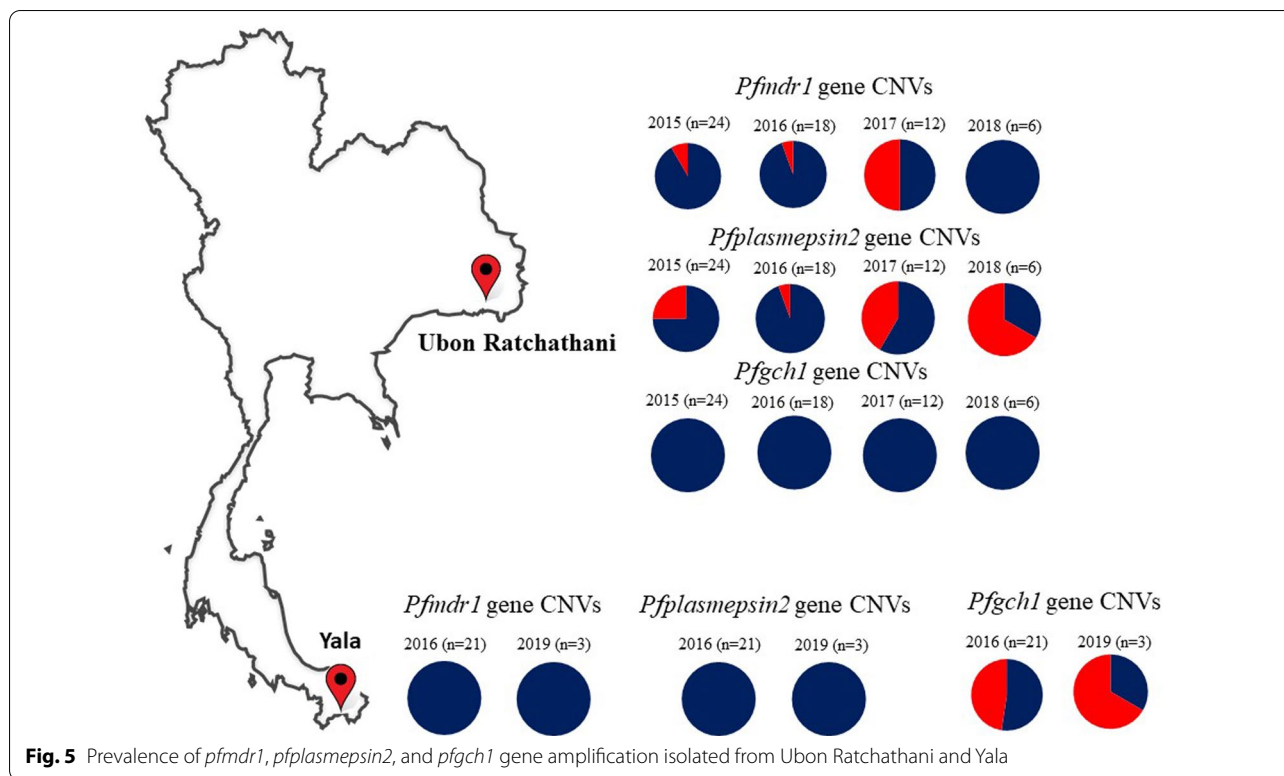 Pfmdr1 gene CNVs
2015 (n=24) 2016 (n=18) 2017 (n=12) 2018 (n=6)
Pfplasmepsin2 gene CNVs
2015 (n=24) 2016 (n=18) 2017 (n=12) 2018 (n=6)
Ubon Ratchathani
Pfgch1 gene CNVs
2015 (n=24) 2016 (n=18) 2017 (n=12) 2018 (n=6)
Yala
Pfmdr1 gene CNVs
2016 (n=21) 2019 (n=3)
Pfplasmepsin2 gene CNVs
2016 (n=21) 2019 (n=3)
Pfgch1 gene CNVs
2016 (n=21) 2019 (n=3)
Fig. 5 Prevalence of pfmdr1, pfplasmepsin2, and pfgch1 gene amplification isolated from Ubon Ratchathani and Yala